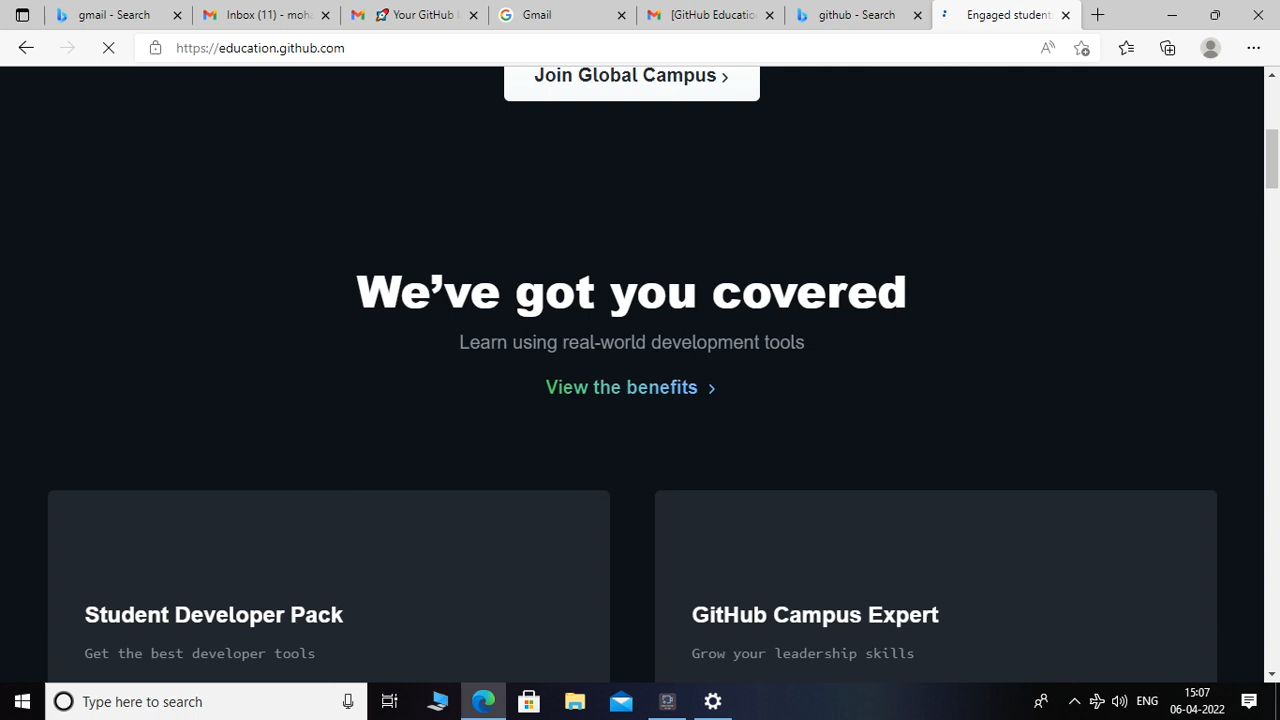 gmail - Search
Inbox (11) - moha
🚀 Your GitHub E
Gmail
[GitHub Educatio
github - Search
Engaged student
https://education.github.com
Join Global Campus ›
We’ve got you covered
Learn using real-world development tools
View the benefits ›
Student Developer Pack
Get the best developer tools
GitHub Campus Expert
Grow your leadership skills
Type here to search
ENG
15:07
06-04-2022